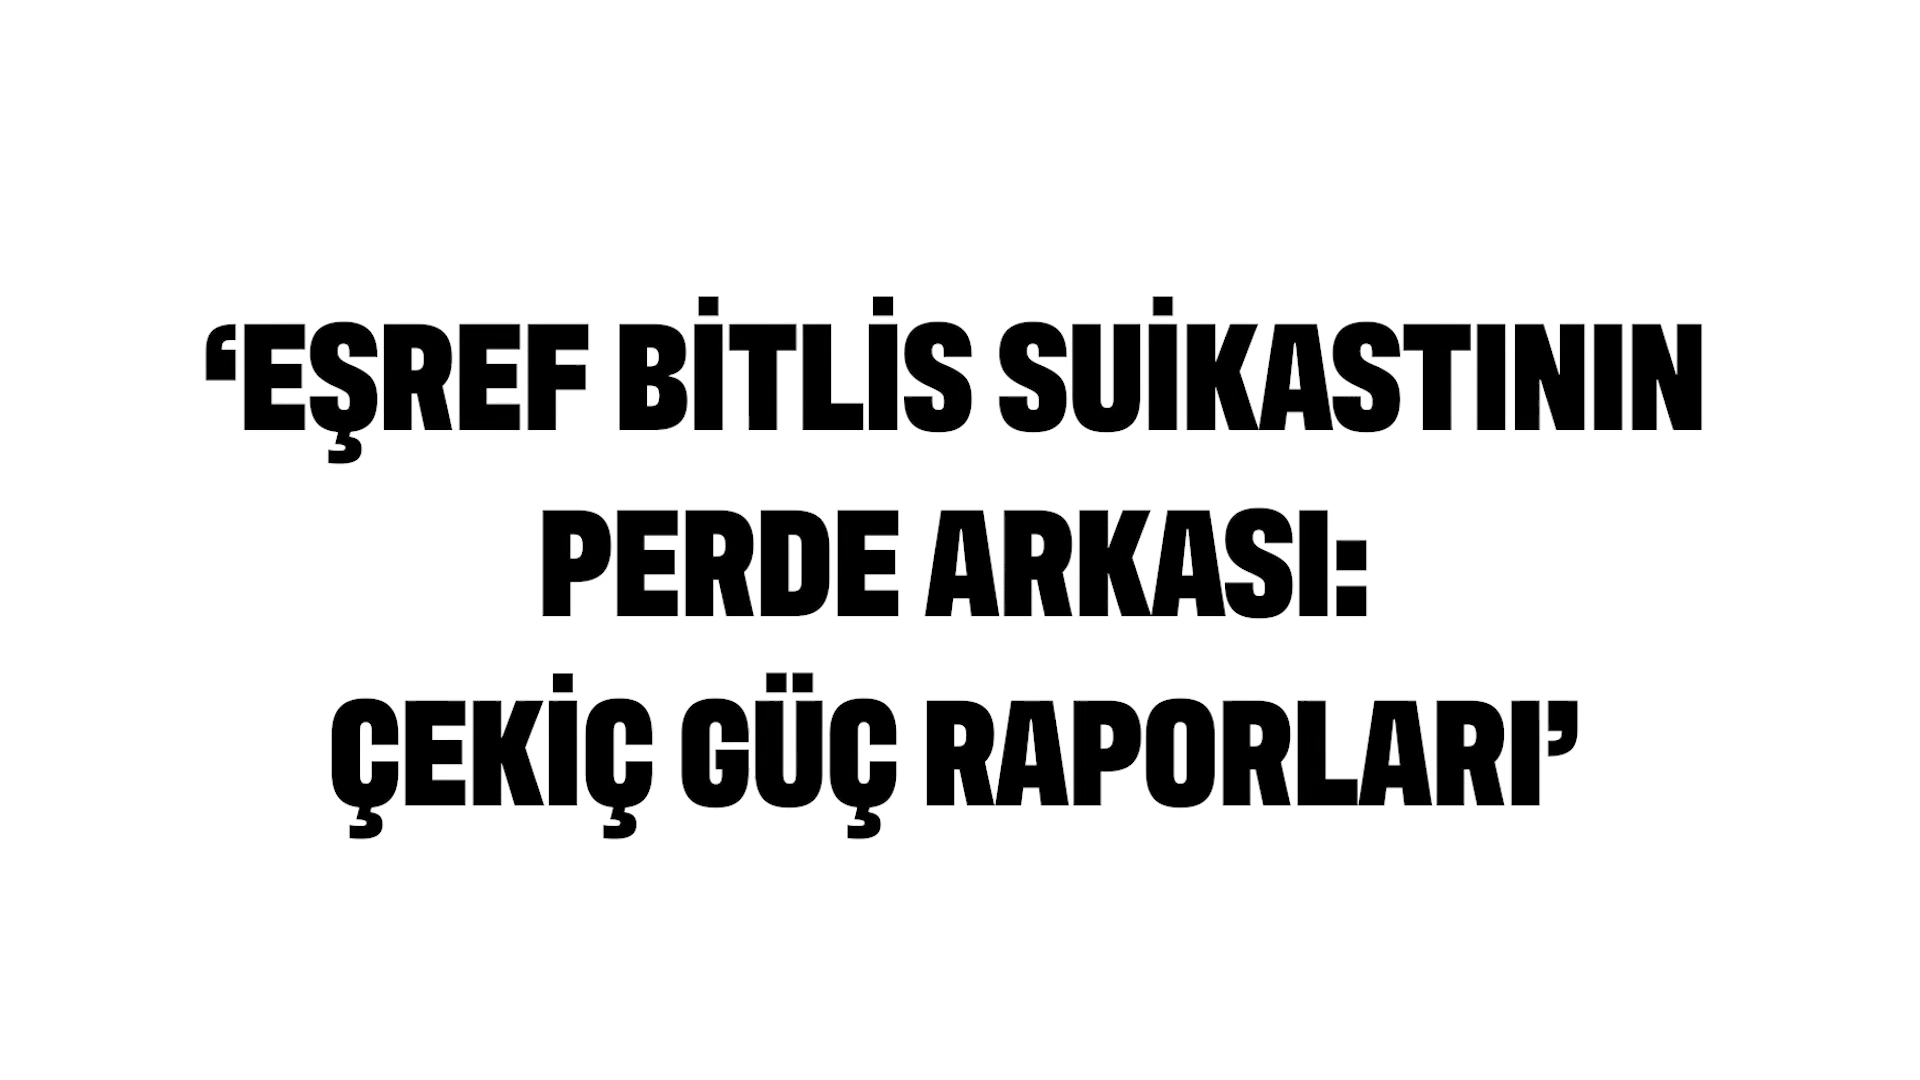 ‘EŞREF BİTLİS SUİKASTININ
PERDE ARKASI:
ÇEKİÇ GÜÇ RAPORLARI’